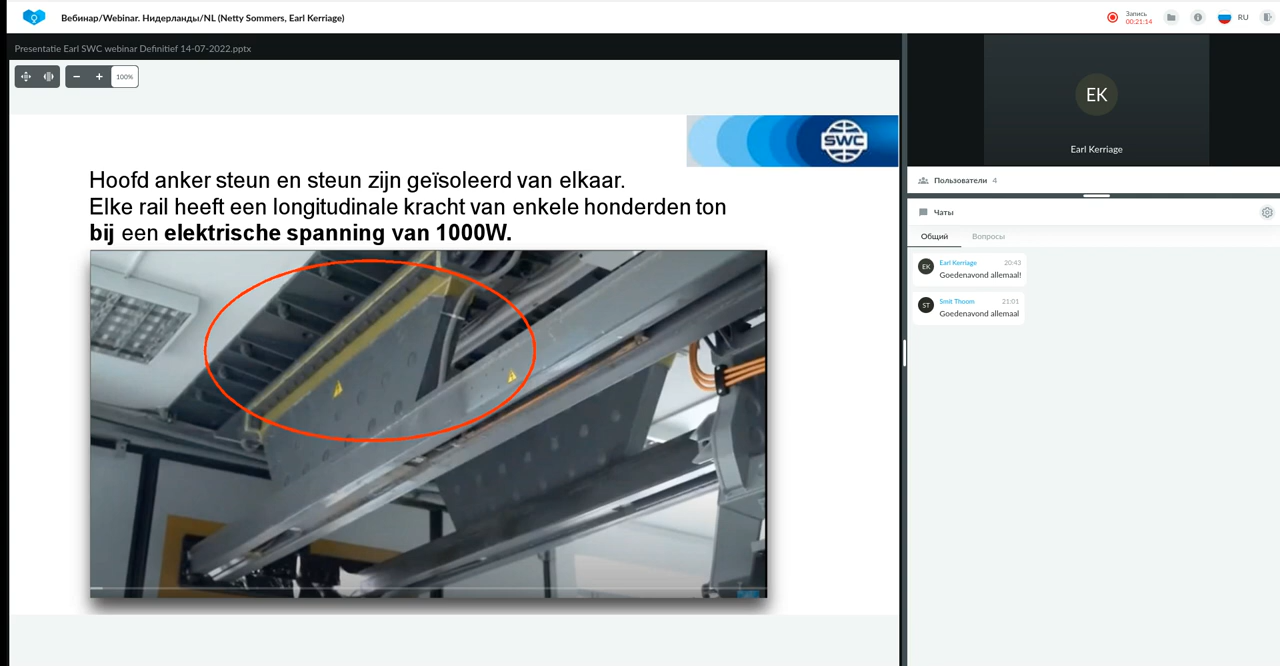 Вебинар/Webinar. Нидерланды/NL (Netty Sommers, Earl Kerriage)
Запись
00:21:14
RU
Presentatie Earl SWC webinar Definitief 14-07-2022.pptx
100%
SWC
Hoofd anker steun en steun zijn geïsoleerd van elkaar.
Elke rail heeft een longitudinale kracht van enkele honderden ton
bij een elektrische spanning van 1000W.
EK
Earl Kerriage
Пользователи 4
Чаты
Общий Вопросы
EK Earl Kerriage 20:43
Goedenavond allemaal!
ST Smit Thoom 21:01
Goedenavond allemaal